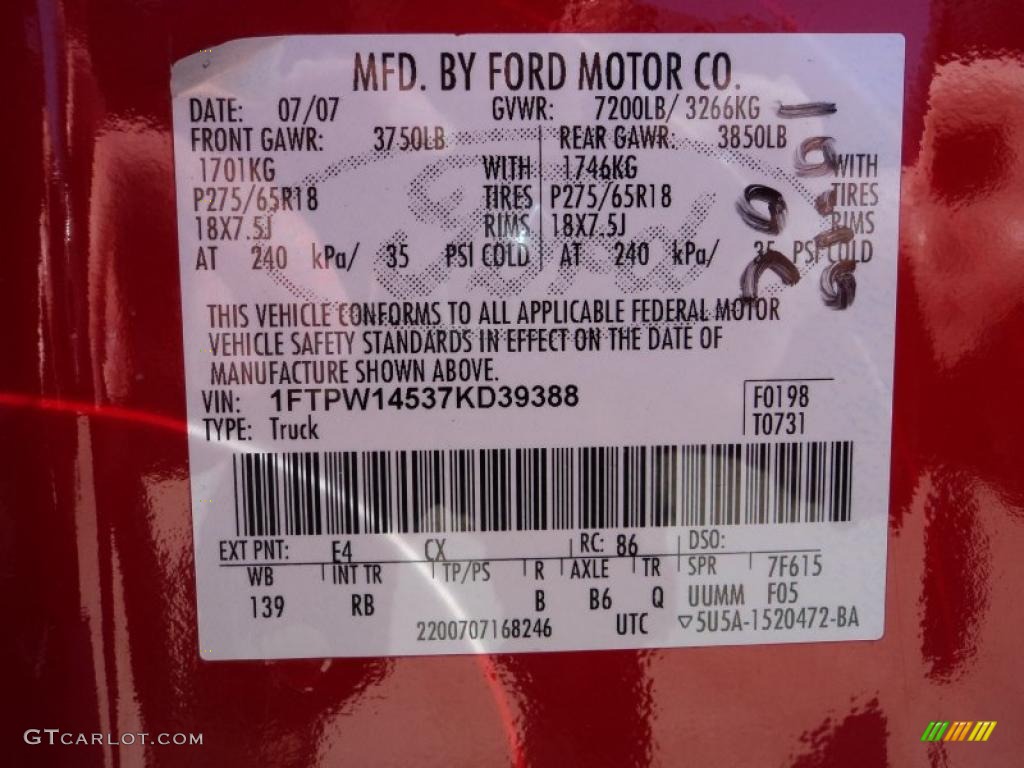 MFD. BY FORD MOTOR CO.
DATE: 07/07 GVWR: 7200LB/ 3266KG
FRONT GAWR: 3750LB REAR GAWR: 3850LB
1701KG WITH 1746KG WITH
P275/65R18 TIRES P275/65R18 TIRES
18X7.5J RIMS 18X7.5J RIMS
AT 240 kPa/ 35 PSI COLD AT 240 kPa/ 35 PSI COLD
Ford
THIS VEHICLE CONFORMS TO ALL APPLICABLE FEDERAL MOTOR
VEHICLE SAFETY STANDARDS IN EFFECT ON THE DATE OF
MANUFACTURE SHOWN ABOVE.
VIN: 1FTPW14537KD39388 F0198
TYPE: Truck T0731
EXT PNT: E4 CX RC: 86 DSO:
WB INT TR TP/PS R AXLE TR SPR 7F615
139 RB B B6 Q UUMM F05
2200707168246 UTC ▽5U5A-1520472-BA
GTCARLOT.COM